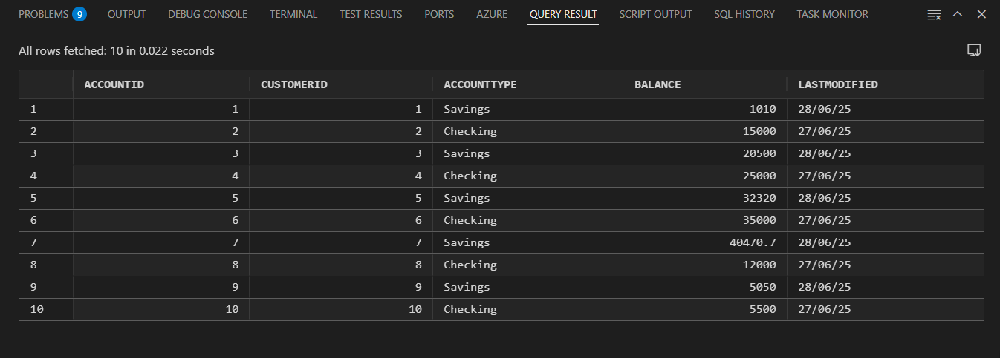 PROBLEMS 9 OUTPUT DEBUG CONSOLE TERMINAL TEST RESULTS PORTS AZURE QUERY RESULT SCRIPT OUTPUT SQL HISTORY TASK MONITOR
All rows fetched: 10 in 0.022 seconds
ACCOUNTID CUSTOMERID ACCOUNTTYPE BALANCE LASTMODIFIED
1 1 1 Savings 1010 28/06/25
2 2 2 Checking 15000 27/06/25
3 3 3 Savings 20500 28/06/25
4 4 4 Checking 25000 27/06/25
5 5 5 Savings 32320 28/06/25
6 6 6 Checking 35000 27/06/25
7 7 7 Savings 40470.7 28/06/25
8 8 8 Checking 12000 27/06/25
9 9 9 Savings 5050 28/06/25
10 10 10 Checking 5500 27/06/25